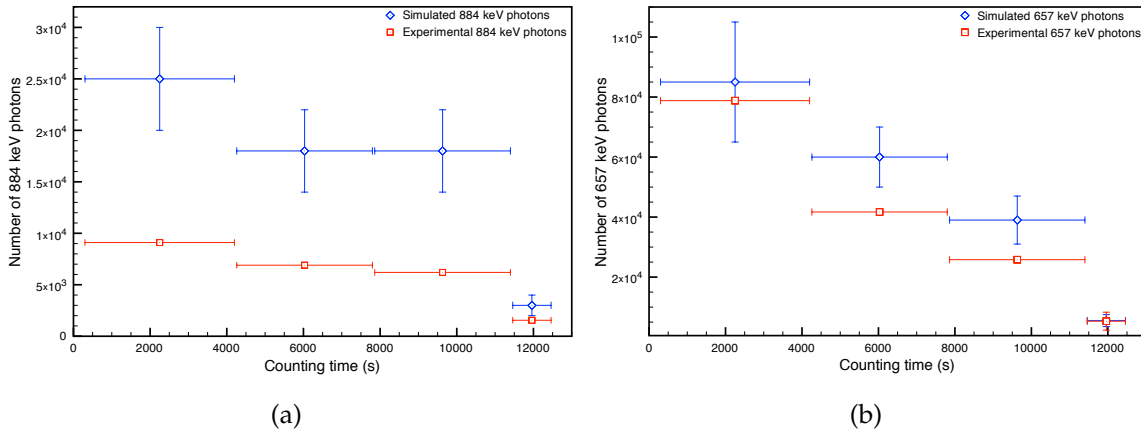 Simulated 884 keV photons
Experimental 884 keV photons
Number of 884 keV photons
3×10⁴
2.5×10⁴
2×10⁴
1.5×10⁴
1×10⁴
5×10³
0
0 2000 4000 6000 8000 10000 12000
Counting time (s)
(a)
Simulated 657 keV photons
Experimental 657 keV photons
Number of 657 keV photons
1×10⁵
8×10⁴
6×10⁴
4×10⁴
2×10⁴
0 2000 4000 6000 8000 10000 12000
Counting time (s)
(b)